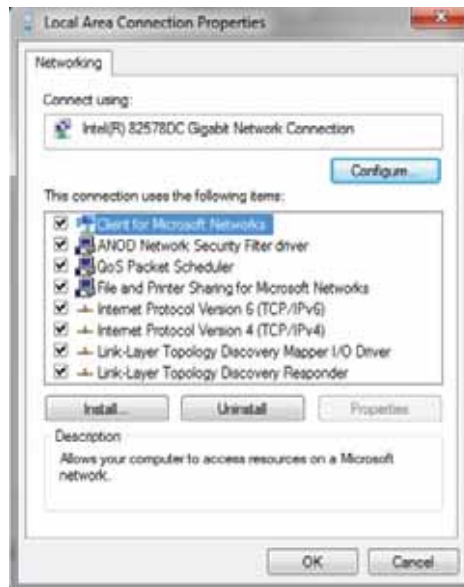 Local Area Connection Properties
Networking
Connect using:
Intel(R) 82578DC Gigabit Network Connection
Configure...
This connection uses the following items:
Client for Microsoft Networks
ANOD Network Security Filter driver
QoS Packet Scheduler
File and Printer Sharing for Microsoft Networks
Internet Protocol Version 6 (TCP/IPv6)
Internet Protocol Version 4 (TCP/IPv4)
Link-Layer Topology Discovery Mapper I/O Driver
Link-Layer Topology Discovery Responder
Install... Uninstall Properties
Description
Allows your computer to access resources on a Microsoft
network.
OK Cancel